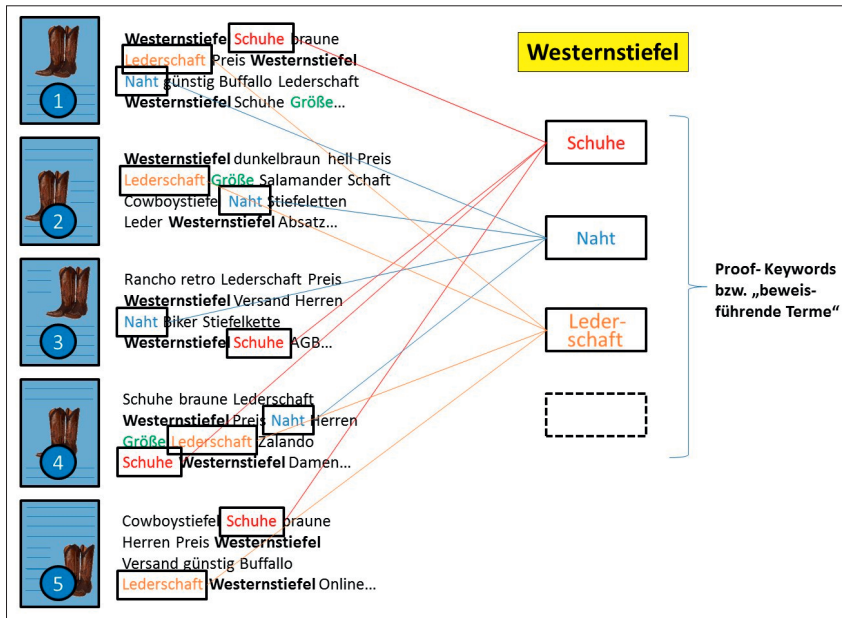 Westernstiefel Schuhe braune
Lederschaft Preis Westernstiefel
Naht günstig Buffallo Lederschaft
Westernstiefel Schuhe Größe...
1
Westernstiefel dunkelbraun hell Preis
Lederschaft Größe Salamander Schaft
Cowboystiefel Naht Stiefeletten
Leder Westernstiefel Absatz...
2
Rancho retro Lederschaft Preis
Westernstiefel Versand Herren
Naht Biker Stiefelkette
Westernstiefel Schuhe AGB...
3
Schuhe braune Lederschaft
Westernstiefel Preis Naht Herren
Größe Lederschaft Zalando
Schuhe Westernstiefel Damen...
4
Cowboystiefel Schuhe braune
Herren Preis Westernstiefel
Versand günstig Buffallo
Lederschaft Westernstiefel Online...
5
Westernstiefel
Schuhe
Naht
Leder-
schaft
Proof- Keywords
bzw. „beweis-
führende Terme“